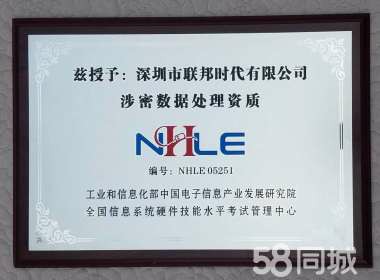 兹授予：深圳市联邦时代有限公司
涉密数据处理资质
NHLE
编号：NHLE 05251
工业和信息化部中国电子信息产业发展研究院
全国信息系统硬件技能水平考试管理中心
58同城